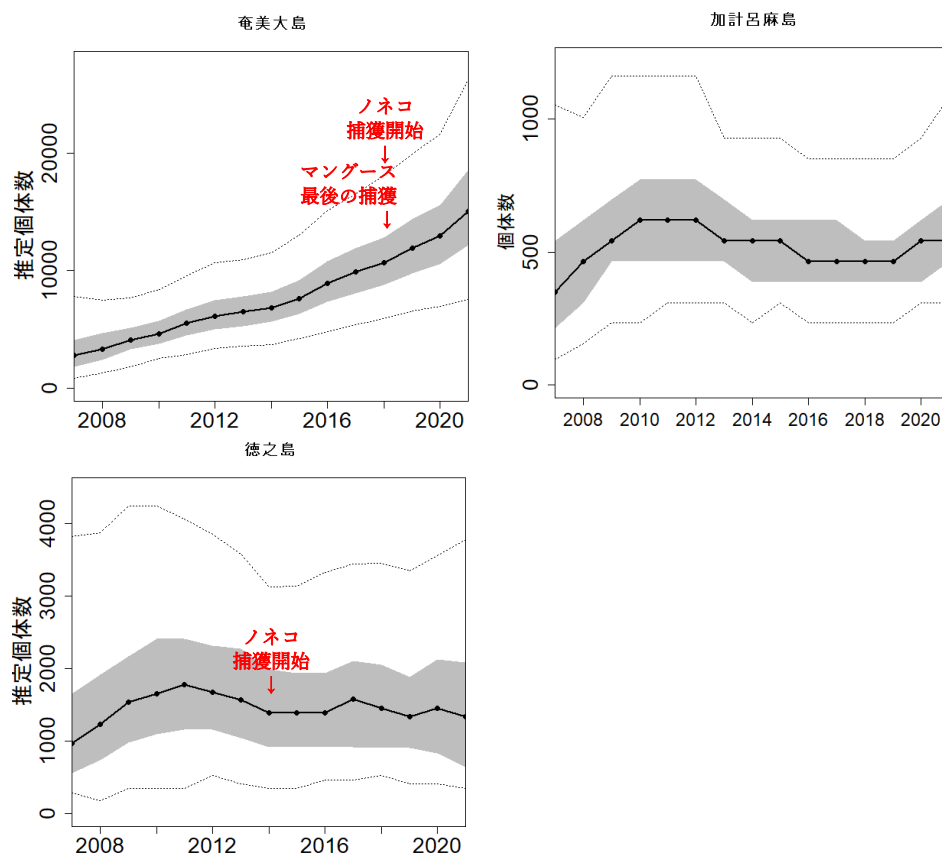 奄美大島
推定個体数
20000
10000
0
ノネコ
捕獲開始
↓
マングース
最後の捕獲
↓
2008
2012
2016
2020
加計呂麻島
個体数
1000
500
0
2008
2010
2012
2014
2016
2018
2020
徳之島
推定個体数
4000
3000
2000
1000
0
ノネコ
捕獲開始
↓
2008
2012
2016
2020